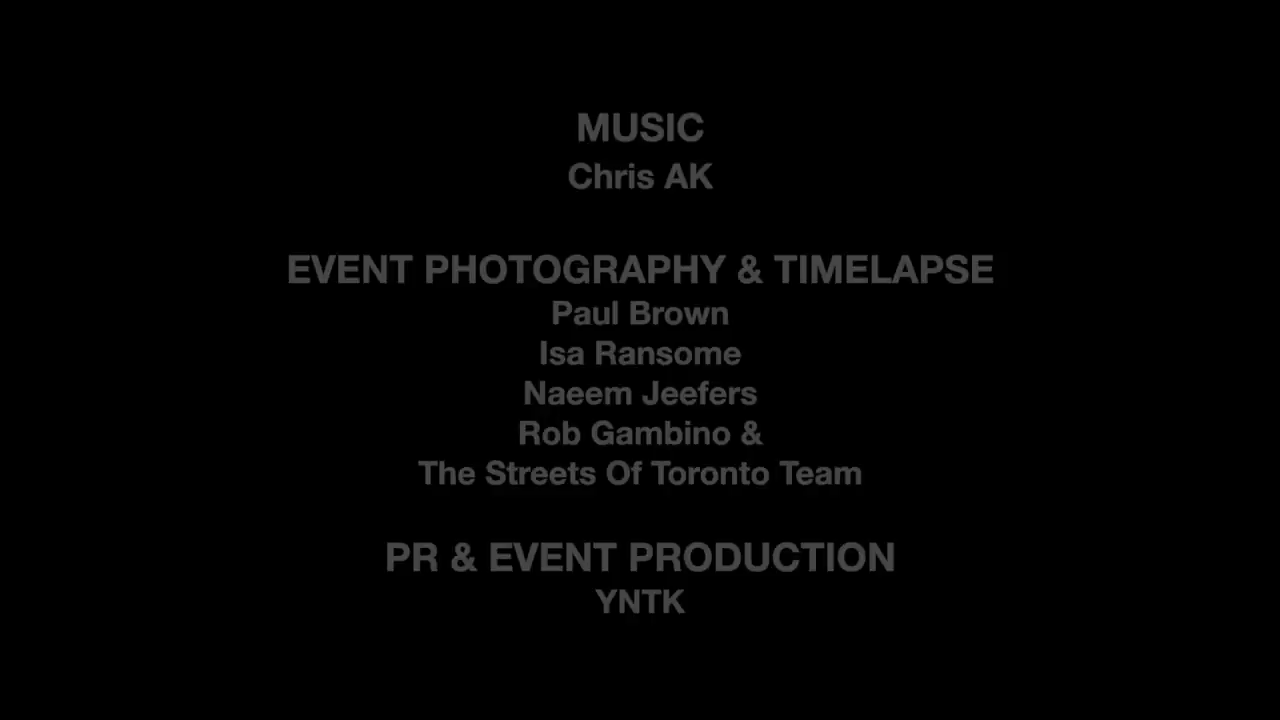 MUSIC
Chris AK
EVENT PHOTOGRAPHY & TIMELAPSE
Paul Brown
Isa Ransome
Naeem Jeefers
Rob Gambino &
The Streets Of Toronto Team
PR & EVENT PRODUCTION
YNTK